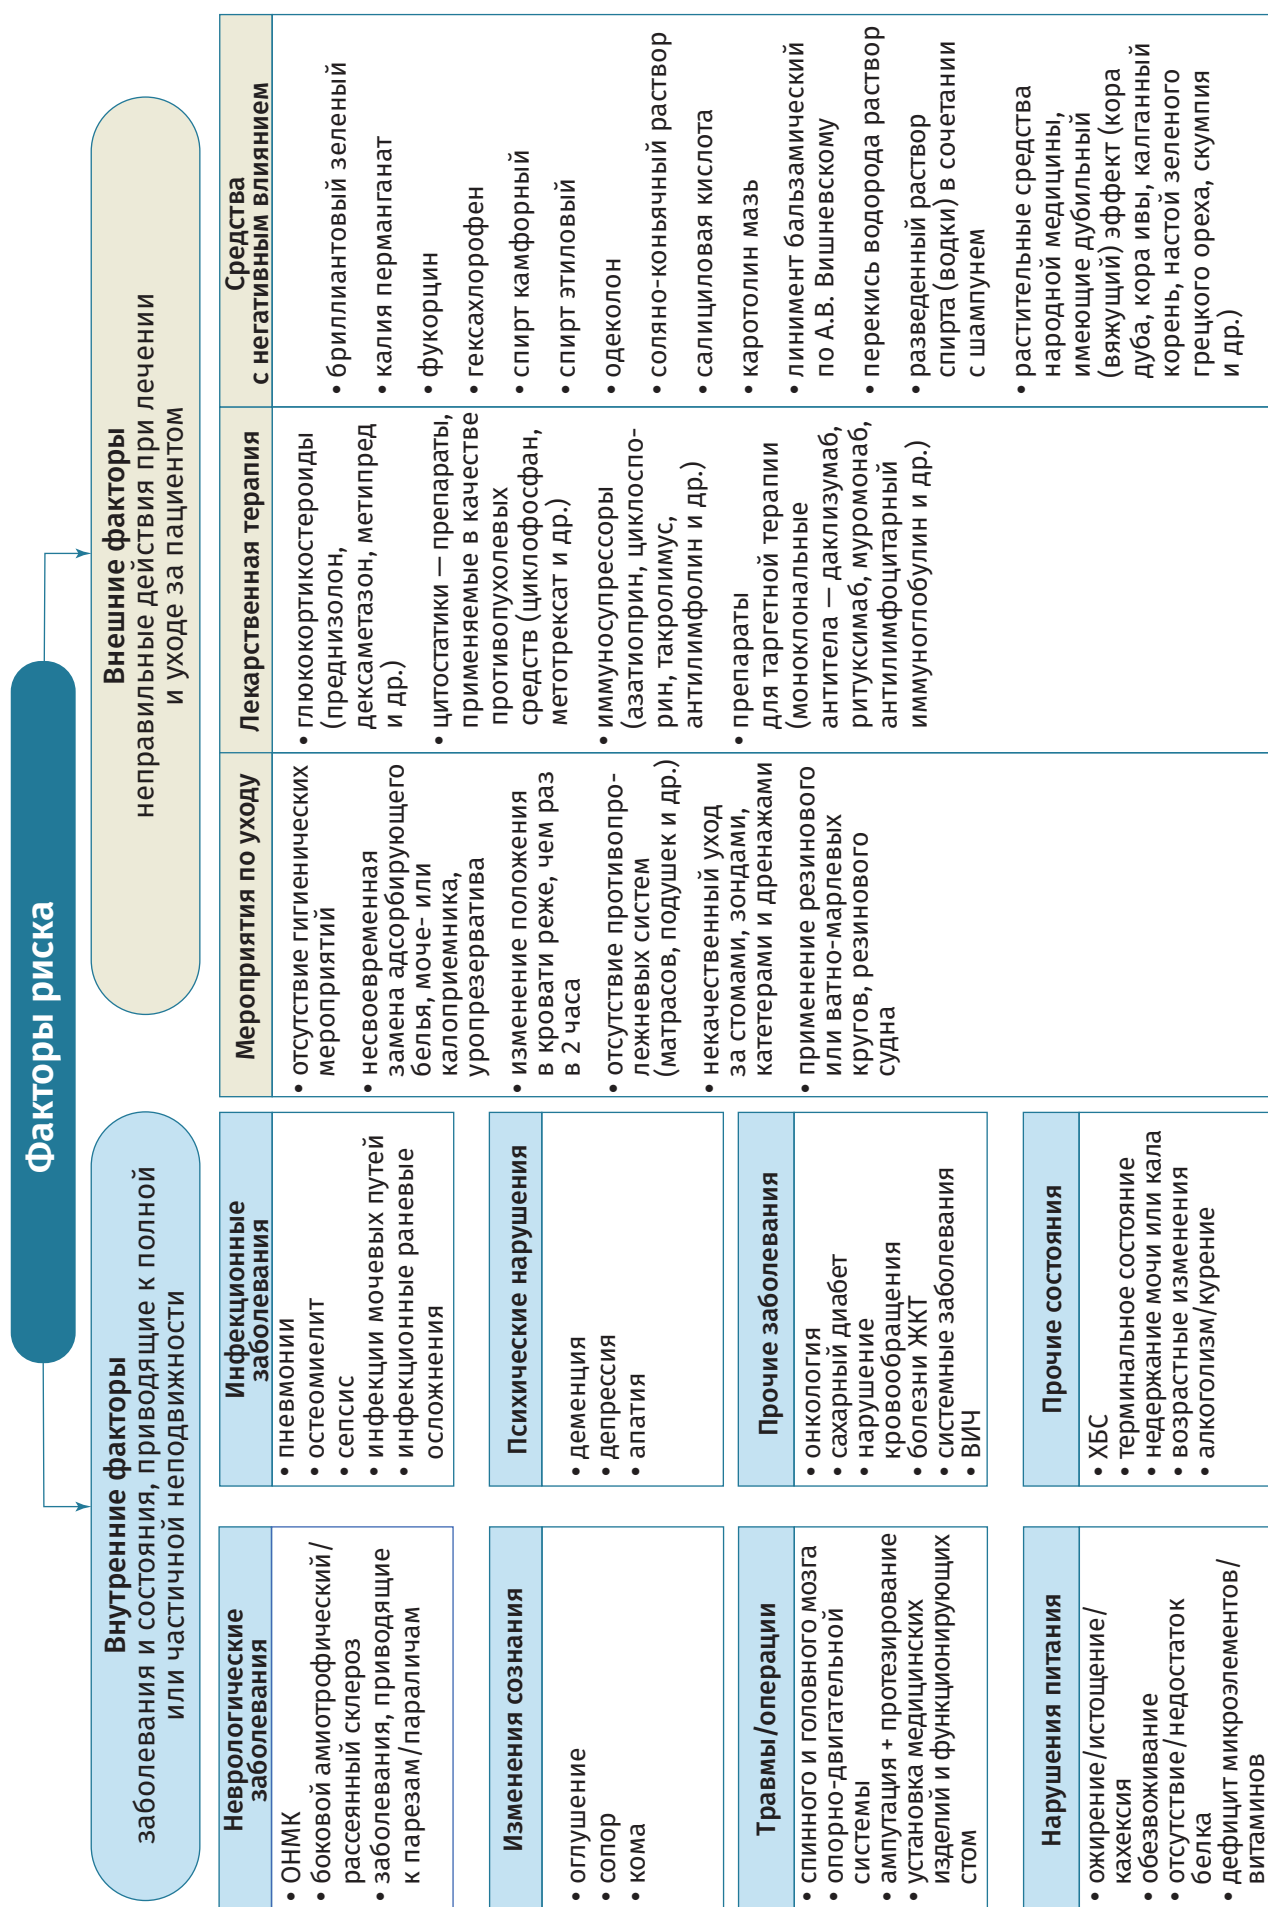 Факторы риска
Внутренние факторы
заболевания и состояния, приводящие к полной
или частичной неподвижности
Неврологические
заболевания
• ОНМК
• боковой амиотрофический/
рассеянный склероз
• заболевания, приводящие
к парезам/параличам
Инфекционные
заболевания
• пневмонии
• остеомиелит
• сепсис
• инфекции мочевых путей
• инфекционные раневые
осложнения
Изменения сознания
• оглушение
• сопор
• кома
Психические нарушения
• деменция
• депрессия
• апатия
Травмы/операции
• спинного и головного мозга
• опорно-двигательной
системы
• ампутация + протезирование
• установка медицинских
изделий и функционирующих
стом
Прочие заболевания
• онкология
• сахарный диабет
• нарушение
кровообращения
• болезни ЖКТ
• системные заболевания
• ВИЧ
Нарушения питания
• ожирение/истощение/
кахексия
• обезвоживание
• отсутствие/недостаток
белка
• дефицит микроэлементов/
витаминов
Прочие состояния
• ХБС
• терминальное состояние
• недержание мочи или кала
• возрастные изменения
• алкоголизм/курение
Внешние факторы
неправильные действия при лечении
и уходе за пациентом
Мероприятия по уходу
• отсутствие гигиенических
мероприятий
• несвоевременная
замена адсорбирующего
белья, моче- или
калоприемника,
уропрезерватива
• изменение положения
в кровати реже, чем раз
в 2 часа
• отсутствие противопро-
лежневых систем
(матрасов, подушек и др.)
• некачественный уход
за стомами, зондами,
катетерами и дренажами
• применение резинового
или ватно-марлевых
кругов, резинового
судна
Лекарственная терапия
• глюкокортикостероиды
(преднизолон,
дексаметазон, метипред
и др.)
• цитостатики — препараты,
применяемые в качестве
противопухолевых
средств (циклофосфан,
метотрексат и др.)
• иммуносупрессоры
(азатиоприн, циклоспо-
рин, такролимус,
антилимфолин и др.)
• препараты
для таргетной терапии
(моноклональные
антитела — даклизумаб,
ритуксимаб, муромонаб,
антилимфоцитарный
иммуноглобулин и др.)
Средства
с негативным влиянием
• бриллиантовый зеленый
• калия перманганат
• фукорцин
• гексахлорофен
• спирт камфорный
• спирт этиловый
• одеколон
• соляно-коньячный раствор
• салициловая кислота
• каротолин мазь
• линимент бальзамический
по А.В. Вишневскому
• перекись водорода раствор
• разведенный раствор
спирта (водки) в сочетании
с шампунем
• растительные средства
народной медицины,
имеющие дубильный
(вяжущий) эффект (кора
дуба, кора ивы, калганный
корень, настой зеленого
грецкого ореха, скумпия
и др.)